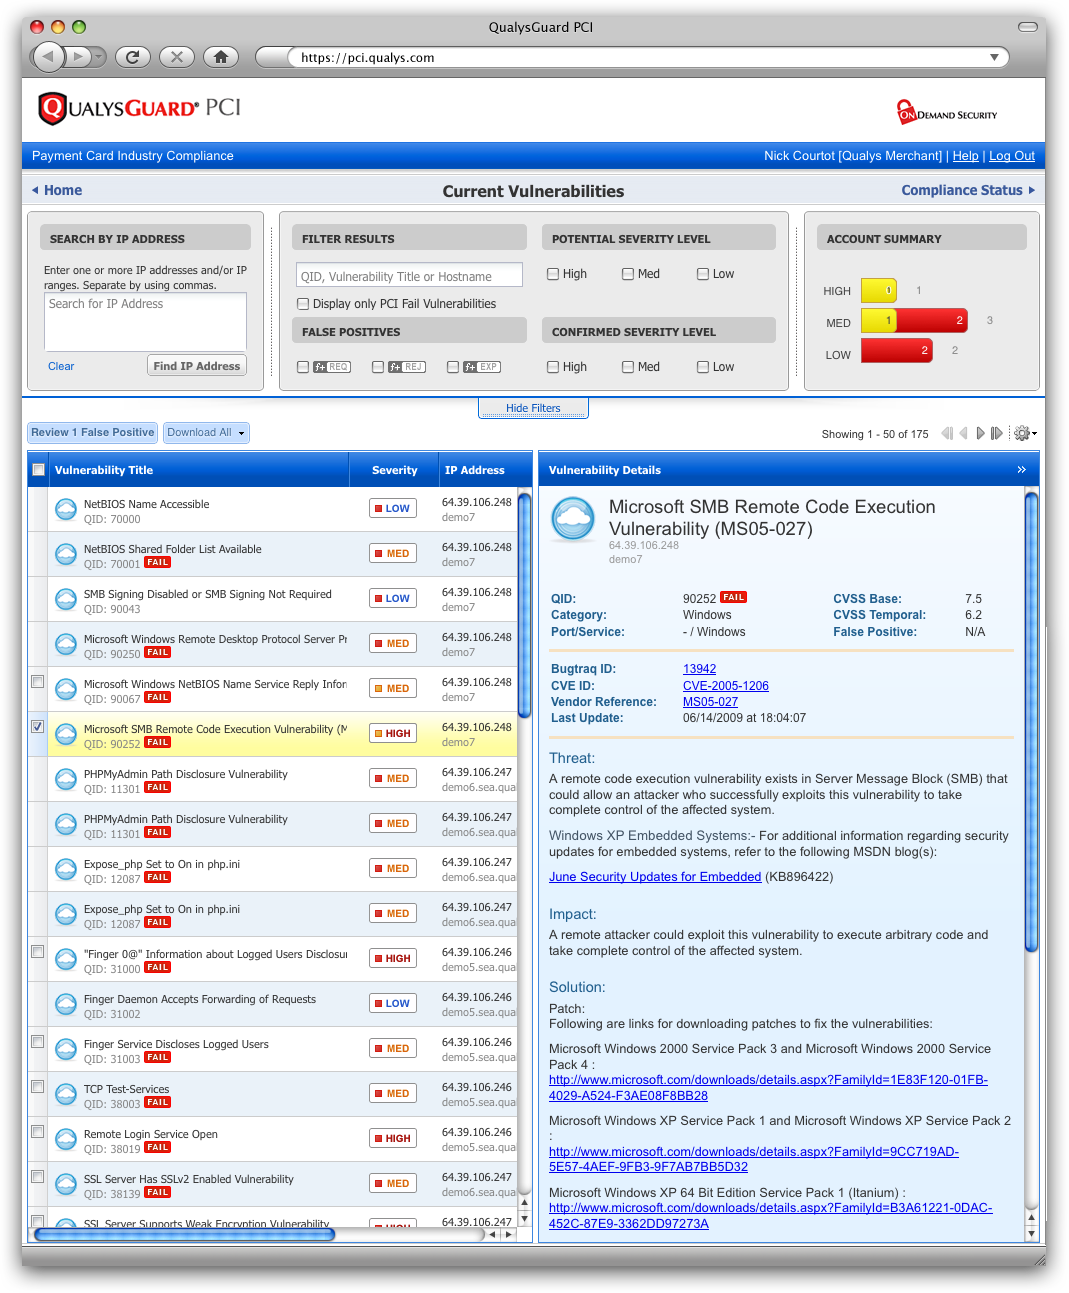 QualysGuard PCI
https://pci.qualys.com
QUALYSGUARD® PCI
ON DEMAND SECURITY
Payment Card Industry Compliance
Nick Courtot [Qualys Merchant] | Help | Log Out
Home
Current Vulnerabilities
Compliance Status
SEARCH BY IP ADDRESS
Enter one or more IP addresses and/or IP
ranges. Separate by using commas.
Search for IP Address
Clear
Find IP Address
FILTER RESULTS
QID, Vulnerability Title or Hostname
Display only PCI Fail Vulnerabilities
FALSE POSITIVES
f+ REQ
f+ REJ
f+ EXP
POTENTIAL SEVERITY LEVEL
High Med Low
CONFIRMED SEVERITY LEVEL
High Med Low
ACCOUNT SUMMARY
HIGH 1 1
MED 1 2 3
LOW 2 2
Hide Filters
Review 1 False Positive
Download All
Showing 1 - 50 of 175
Vulnerability Title Severity IP Address
NetBIOS Name Accessible LOW 64.39.106.248
QID: 70000 demo7
NetBIOS Shared Folder List Available MED 64.39.106.248
QID: 70001 FAIL demo7
SMB Signing Disabled or SMB Signing Not Required LOW 64.39.106.248
QID: 90043 demo7
Microsoft Windows Remote Desktop Protocol Server Pr MED 64.39.106.248
QID: 90250 FAIL demo7
Microsoft Windows NetBIOS Name Service Reply Infor MED 64.39.106.248
QID: 90067 FAIL demo7
Microsoft SMB Remote Code Execution Vulnerability (M HIGH 64.39.106.248
QID: 90252 FAIL demo7
PHPMyAdmin Path Disclosure Vulnerability MED 64.39.106.247
QID: 11301 FAIL demo6.sea.qua
PHPMyAdmin Path Disclosure Vulnerability MED 64.39.106.247
QID: 11301 FAIL demo6.sea.qua
Expose_php Set to On in php.ini MED 64.39.106.247
QID: 12087 FAIL demo6.sea.qua
Expose_php Set to On in php.ini MED 64.39.106.247
QID: 12087 FAIL demo6.sea.qua
"Finger 0@" Information about Logged Users Disclosu HIGH 64.39.106.246
QID: 31000 FAIL demo5.sea.qua
Finger Daemon Accepts Forwarding of Requests LOW 64.39.106.246
QID: 31002 demo5.sea.qua
Finger Service Discloses Logged Users MED 64.39.106.246
QID: 31003 FAIL demo5.sea.qua
TCP Test-Services MED 64.39.106.246
QID: 38003 FAIL demo5.sea.qua
Remote Login Service Open HIGH 64.39.106.246
QID: 38019 FAIL demo5.sea.qua
SSL Server Has SSLv2 Enabled Vulnerability MED 64.39.106.247
QID: 38139 FAIL demo6.sea.qua
SSL Server Supports Weak Encryption Vulnerability HIGH 64.39.106.247
Vulnerability Details
Microsoft SMB Remote Code Execution
Vulnerability (MS05-027)
64.39.106.248
demo7
QID: 90252 FAIL CVSS Base: 7.5
Category: Windows CVSS Temporal: 6.2
Port/Service: - / Windows False Positive: N/A
Bugtraq ID: 13942
CVE ID: CVE-2005-1206
Vendor Reference: MS05-027
Last Update: 06/14/2009 at 18:04:07
Threat:
A remote code execution vulnerability exists in Server Message Block (SMB) that
could allow an attacker who successfully exploits this vulnerability to take
complete control of the affected system.
Windows XP Embedded Systems:- For additional information regarding security
updates for embedded systems, refer to the following MSDN blog(s):
June Security Updates for Embedded (KB896422)
Impact:
A remote attacker could exploit this vulnerability to execute arbitrary code and
take complete control of the affected system.
Solution:
Patch:
Following are links for downloading patches to fix the vulnerabilities:
Microsoft Windows 2000 Service Pack 3 and Microsoft Windows 2000 Service
Pack 4 :
http://www.microsoft.com/downloads/details.aspx?FamilyId=1E83F120-01FB-
4029-A524-F3AE08F8BB28
Microsoft Windows XP Service Pack 1 and Microsoft Windows XP Service Pack 2
:
http://www.microsoft.com/downloads/details.aspx?FamilyId=9CC719AD-
5E57-4AEF-9FB3-9F7AB7BB5D32
Microsoft Windows XP 64 Bit Edition Service Pack 1 (Itanium) :
http://www.microsoft.com/downloads/details.aspx?FamilyId=B3A61221-0DAC-
452C-87E9-3362DD97273A